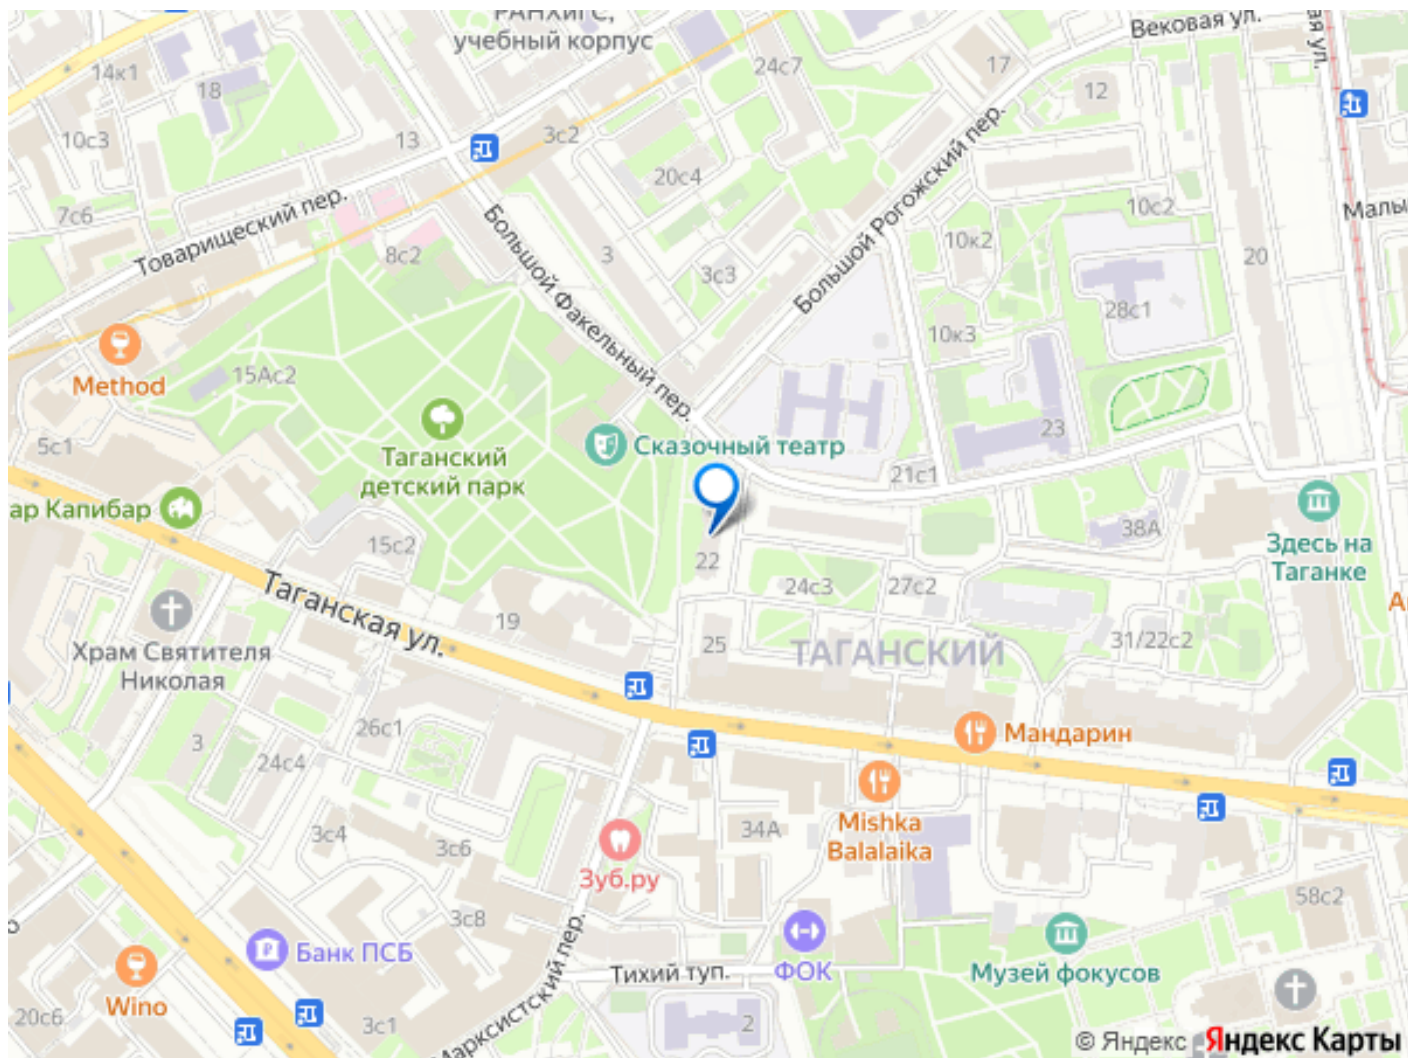 РАНХиГС,
учебный корпус
Вековая ул.
ая ул.
14к1
18
24с7
17
12
10с3
13
3с2
20с4
Большой Рогожский пер.
7с6
Товарищеский пер.
8с2
Большой Факельный пер.
3
3с3
10к2
10с2
Малы
20
28с1
10к3
Method
15Ас2
5с1
Таганский
детский парк
Сказочный театр
23
21с1
ар Капибар
15с2
22
38А
Здесь на
Таганке
Таганская ул.
24с3
27с2
19
25
ТАГАНСКИЙ
31/22с2
Храм Святителя
Николая
3
26с1
24с4
Мандарин
3с4
3с6
34А
Mishka
Balalaika
Зуб.ру
3с8
58с2
Марксистский пер.
Банк ПСБ
Wino
Тихий туп.
ФОК
Музей фокусов
20с6
3с1
2
© Яндекс Яндекс Карты